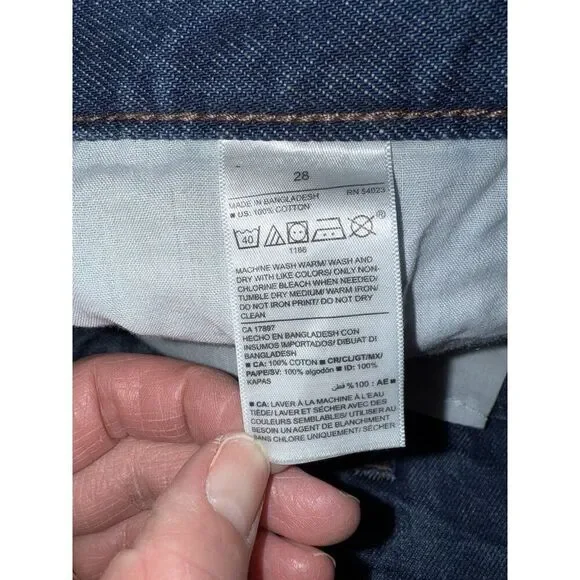 28
MADE IN BANGLADESH RN 54023
■ US: 100% COTTON
40 ®
1166
MACHINE WASH WARM/ WASH AND
DRY WITH LIKE COLORS/ ONLY NON-
CHLORINE BLEACH WHEN NEEDED/
TUMBLE DRY MEDIUM/ WARM IRON/
DO NOT IRON PRINT/ DO NOT DRY
CLEAN
CA 17897
HECHO EN BANGLADESH CON
INSUMOS IMPORTADOS/ DIBUAT DI
BANGLADESH
■ CA: 100% COTTON ■ CR/CL/GT/MX/
PA/PE/SV: 100% algodón ■ ID: 100%
KAPAS
■ AE : 100% قطن
■ CA: LAVER À LA MACHINE À L'EAU
TIÈDE/ LAVER ET SÉCHER AVEC DES
COULEURS SEMBLABLES/ UTILISER AU
BESOIN UN AGENT DE BLANCHIMENT
SANS CHLORE UNIQUEMENT/ SÉCHER